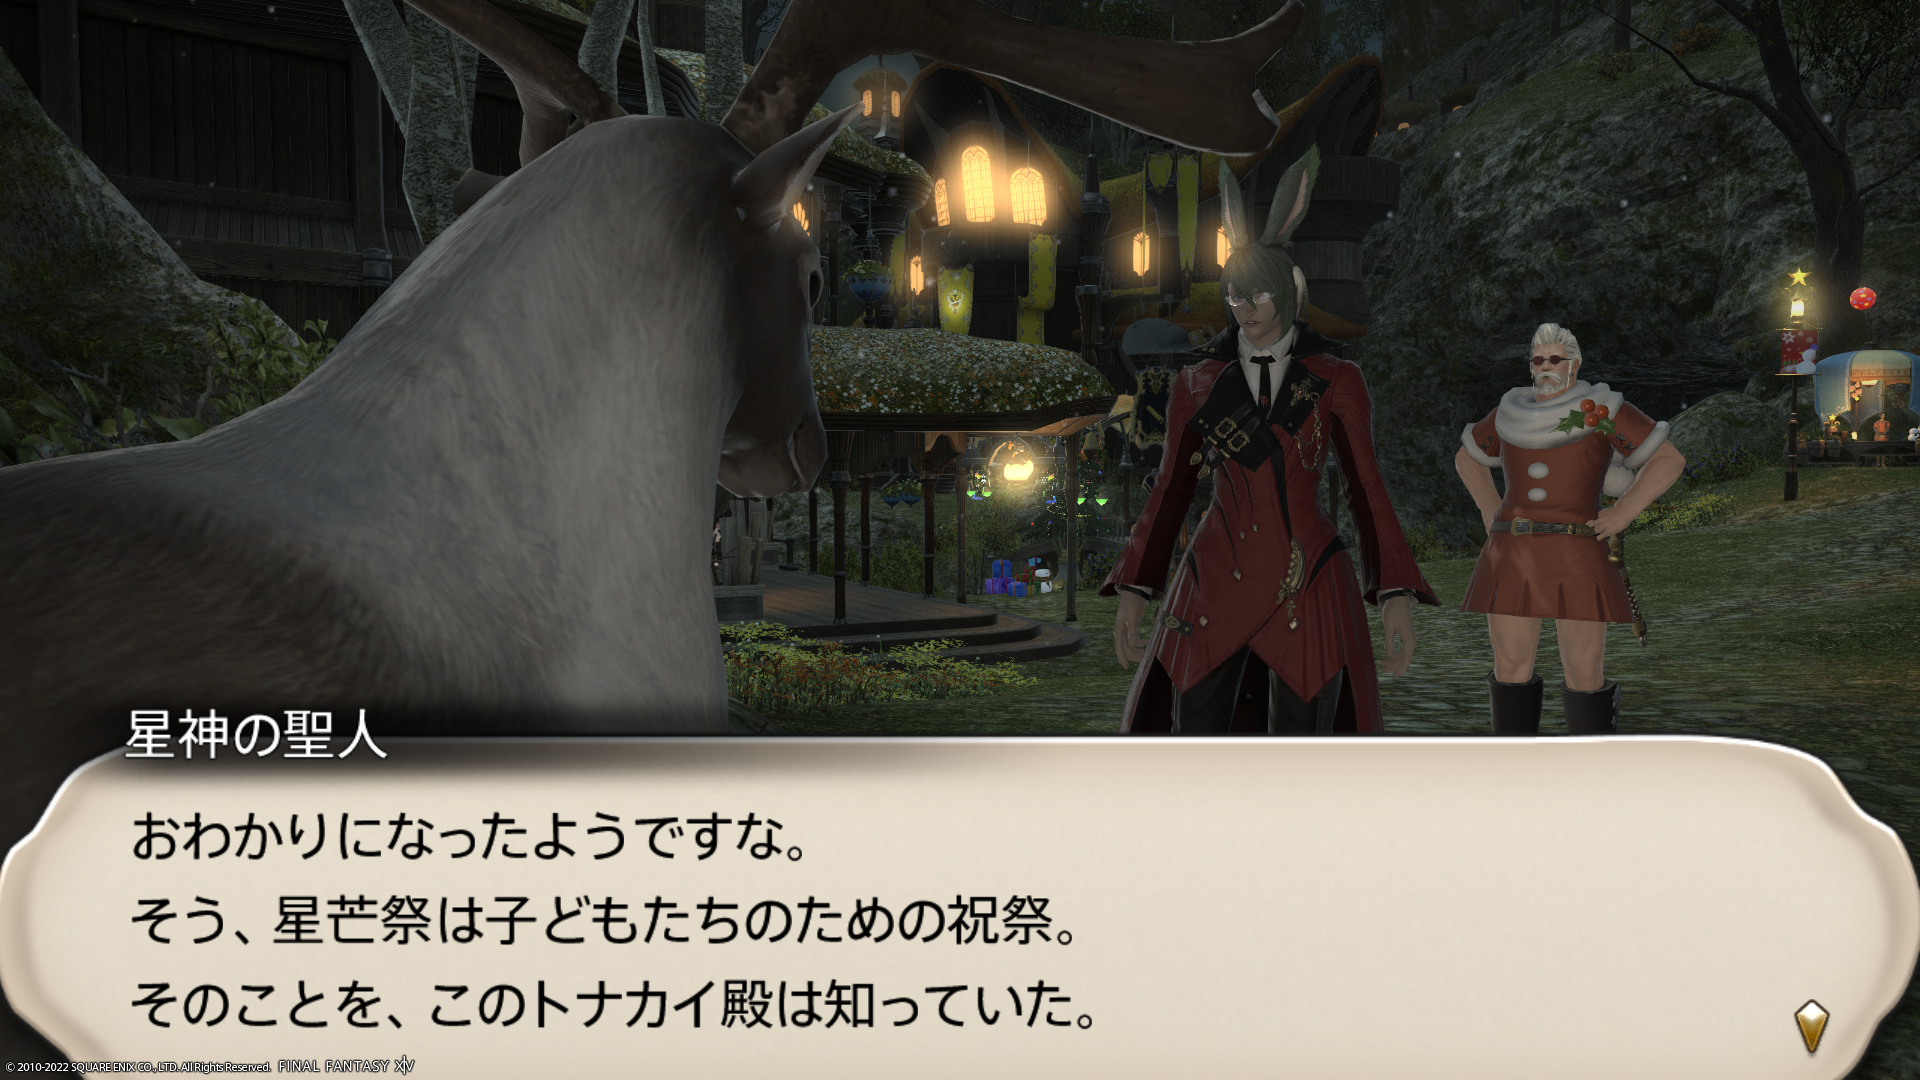 星神の聖人
おわかりになったようですな。
そう、星芒祭は子どもたちのための祝祭。
そのことを、このトナカイ殿は知っていた。
© 2010-2022 SQUARE ENIX CO., LTD. All Rights Reserved. FINAL FANTASY XIV